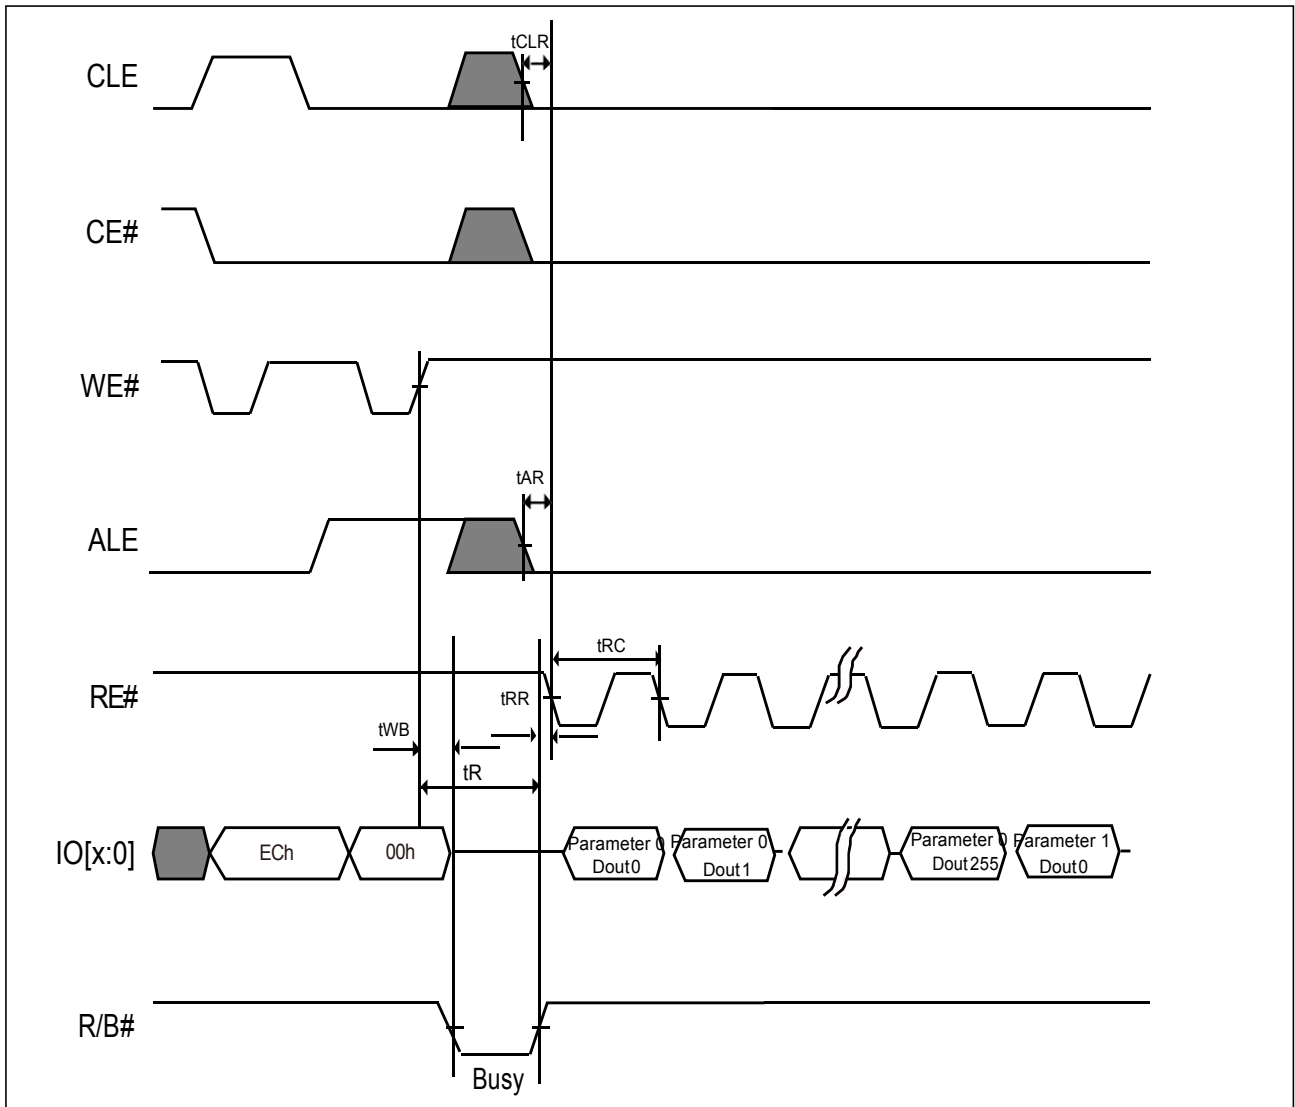 tCLR
CLE
CE#
WE#
tAR
ALE
tRC
RE#
tRR
tWB
tR
IO[x:0]
ECh
00h
Parameter 0
Dout0
Parameter 0
Dout1
Parameter 0
Dout255
Parameter 1
Dout0
R/B#
Busy